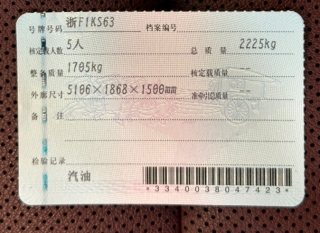 号牌号码 浙F1KS63 档案编号
核定载人数 5人 总质量 2225kg
整备质量 1705kg 核定载质量 --
外廓尺寸 5106×1868×1500mm 准牵引总质量 --
备注
检验记录
汽油
*3340038047423*